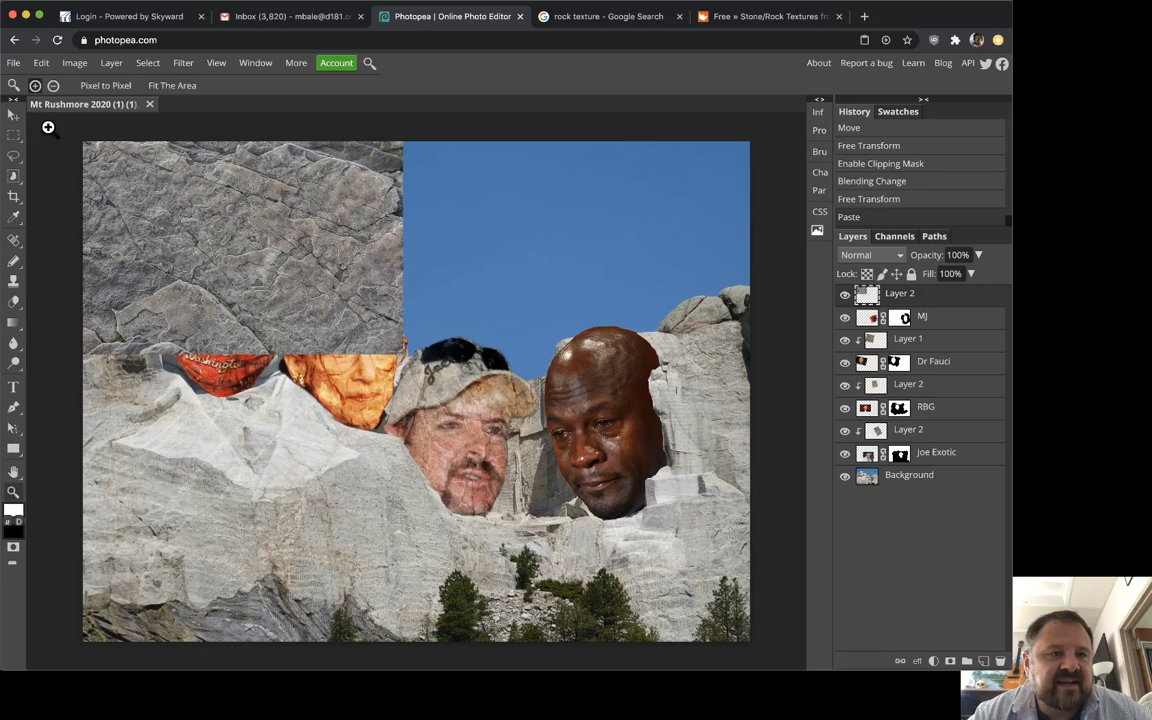 Login - Powered by Skyward
Inbox (3,820) - mbale@d181.o
Photopea | Online Photo Editor
rock texture - Google Search
Free » Stone/Rock Textures fro
photopea.com
File Edit Image Layer Select Filter View Window More Account
About Report a bug Learn Blog API
Pixel to Pixel Fit The Area
Mt Rushmore 2020 (1) (1)
Washington
Inf
Pro
Bru
Cha
Par
CSS
History Swatches
Move
Free Transform
Enable Clipping Mask
Blending Change
Free Transform
Paste
Layers Channels Paths
Normal Opacity: 100%
Lock: Fill: 100%
Layer 2
MJ
Layer 1
Dr Fauci
Layer 2
RBG
Layer 2
Joe Exotic
Background
D
eff